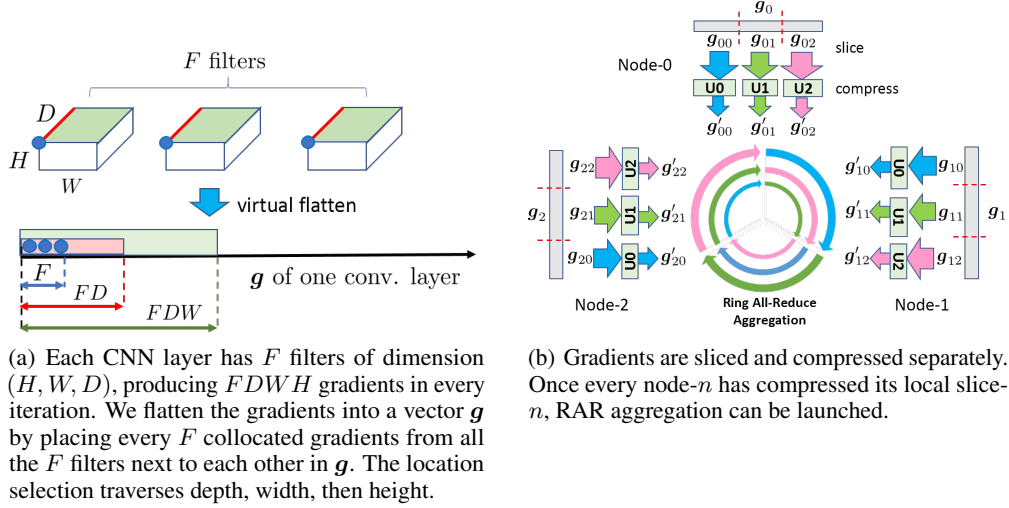 F filters
D
H
W
virtual flatten
F
g of one conv. layer
FD
FDW
(a) Each CNN layer has F filters of dimension
(H, W, D), producing FDWH gradients in every
iteration. We flatten the gradients into a vector g
by placing every F collocated gradients from all
the F filters next to each other in g. The location
selection traverses depth, width, then height.
g₀
g₀₀ g₀₁ g₀₂ slice
Node-0
U0 U1 U2 compress
g′₀₀ g′₀₁ g′₀₂
g₂
g₂₂ U2 g′₂₂
g₂₁ U1 g′₂₁
g₂₀ U0 g′₂₀
Node-2
g′₁₀ U0 g₁₀
g′₁₁ U1 g₁₁
g′₁₂ U2 g₁₂
g₁
Node-1
Ring All-Reduce
Aggregation
(b) Gradients are sliced and compressed separately.
Once every node-n has compressed its local slice-
n, RAR aggregation can be launched.